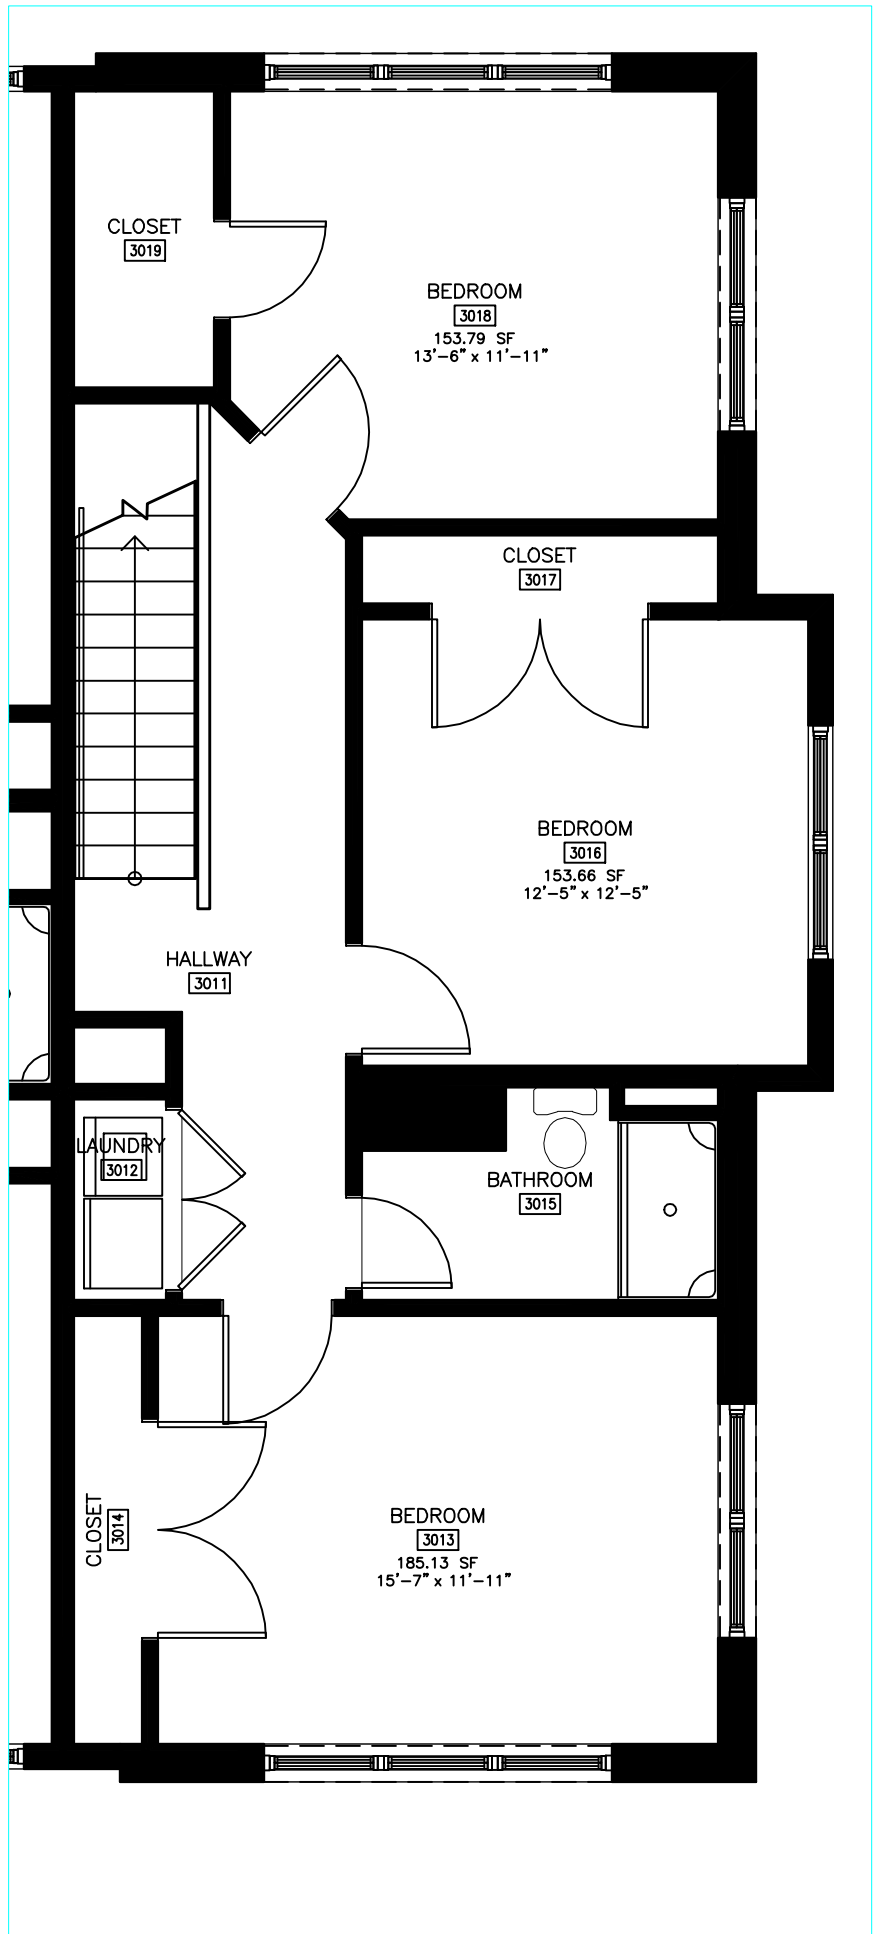 CLOSET
3019
BEDROOM
3018
153.79 SF
13'-6" x 11'-11"
CLOSET
3017
BEDROOM
3016
153.66 SF
12'-5" x 12'-5"
HALLWAY
3011
LAUNDRY
3012
BATHROOM
3015
CLOSET
3014
BEDROOM
3013
185.13 SF
15'-7" x 11'-11"